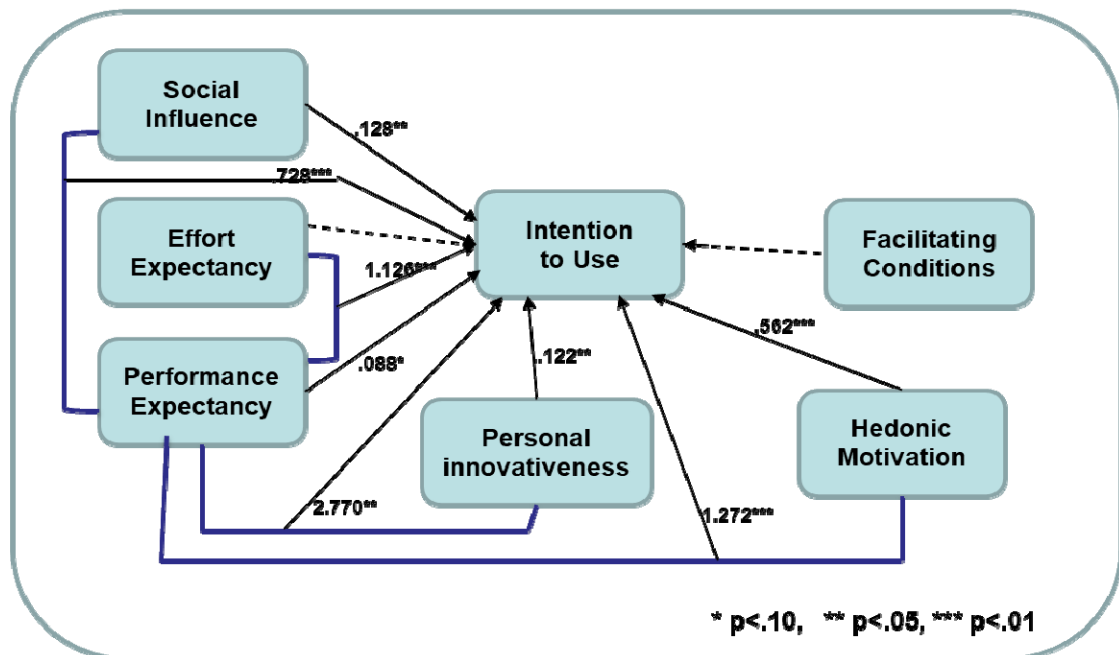 Social
Influence
.128**
.728***
Effort
Expectancy
Intention
to Use
Facilitating
Conditions
1.126***
.562***
.088*
.122**
Performance
Expectancy
Personal
innovativeness
Hedonic
Motivation
2.770**
1.272***
* p<.10, ** p<.05, *** p<.01